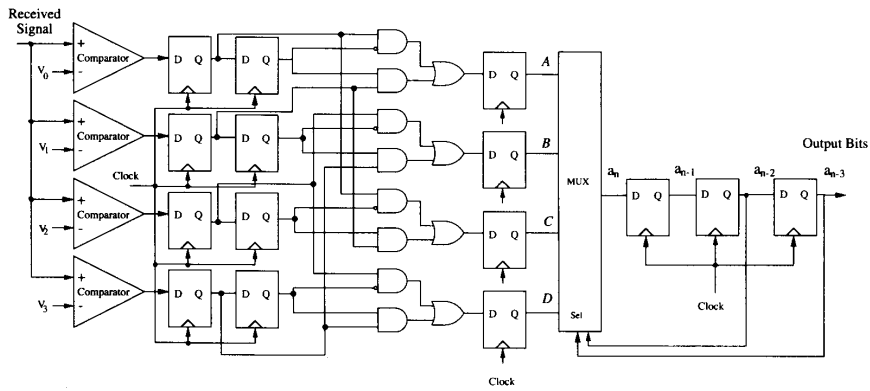 Received
Signal
+
Comparator
V0
-
D Q
D Q
D Q
A
+
Comparator
V1
-
D Q
D Q
D Q
B
Clock
MUX
Output Bits
an
an-1
an-2
an-3
D Q
D Q
D Q
+
Comparator
V2
-
D Q
D Q
D Q
C
Clock
+
Comparator
V3
-
D Q
D Q
D Q
D
Sel
Clock